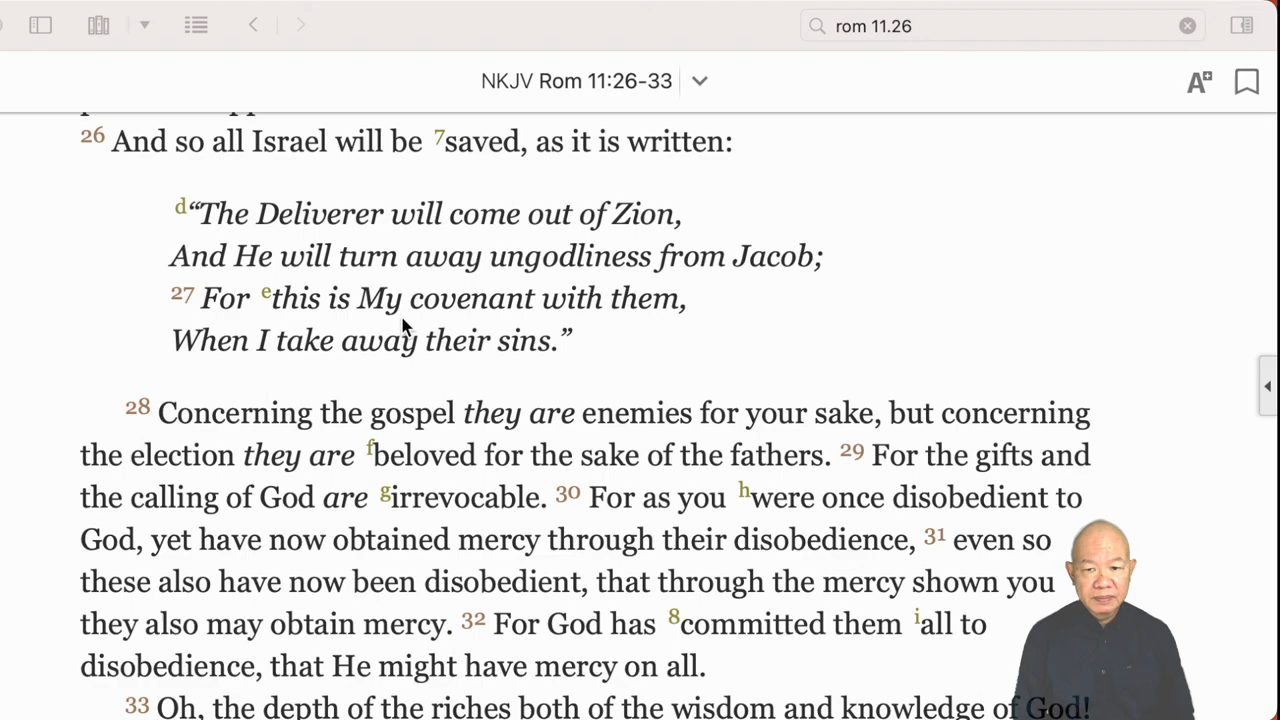 rom 11.26
NKJV Rom 11:26-33
26 And so all Israel will be 7saved, as it is written:
d“The Deliverer will come out of Zion,
And He will turn away ungodliness from Jacob;
27 For ethis is My covenant with them,
When I take away their sins.”
28 Concerning the gospel they are enemies for your sake, but concerning
the election they are fbeloved for the sake of the fathers. 29 For the gifts and
the calling of God are girrevocable. 30 For as you hwere once disobedient to
God, yet have now obtained mercy through their disobedience, 31 even so
these also have now been disobedient, that through the mercy shown you
they also may obtain mercy. 32 For God has 8committed them iall to
disobedience, that He might have mercy on all.
33 Oh, the depth of the riches both of the wisdom and knowledge of God!